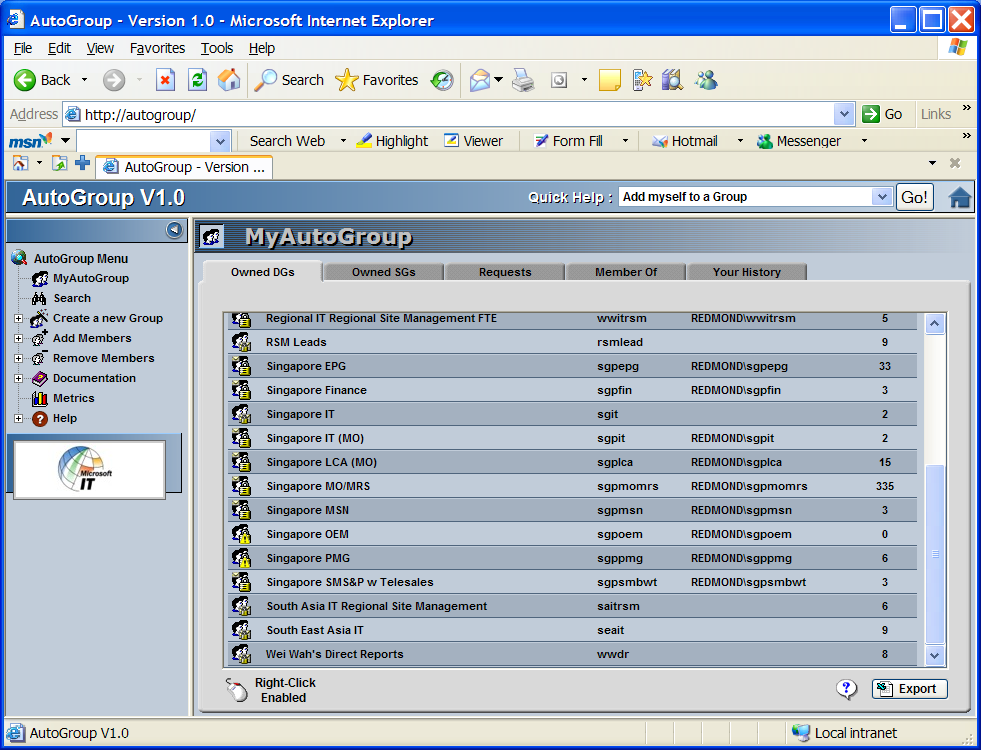 AutoGroup - Version 1.0 - Microsoft Internet Explorer
File Edit View Favorites Tools Help
Back Search Favorites
Address http://autogroup/ Go Links »
msn Search Web Highlight Viewer Form Fill Hotmail Messenger »
AutoGroup - Version ...
AutoGroup V1.0 Quick Help : Add myself to a Group Go!
MyAutoGroup
AutoGroup Menu
MyAutoGroup
Search
Create a new Group
Add Members
Remove Members
Documentation
Metrics
Help
Microsoft
IT
Owned DGs Owned SGs Requests Member Of Your History
Regional IT Regional Site Management FTE wwitrsm REDMOND\wwitrsm 5
RSM Leads rsmlead 9
Singapore EPG sgpepg REDMOND\sgpepg 33
Singapore Finance sgpfin REDMOND\sgpfin 3
Singapore IT sgit 2
Singapore IT (MO) sgpit REDMOND\sgpit 2
Singapore LCA (MO) sgplca REDMOND\sgplca 15
Singapore MO/MRS sgpmomrs REDMOND\sgpmomrs 335
Singapore MSN sgpmsn REDMOND\sgpmsn 3
Singapore OEM sgpoem REDMOND\sgpoem 0
Singapore PMG sgppmg REDMOND\sgppmg 6
Singapore SMS&P w Telesales sgpsmbwt REDMOND\sgpsmbwt 3
South Asia IT Regional Site Management saitrsm 6
South East Asia IT seait 9
Wei Wah's Direct Reports wwdr 8
Right-Click
Enabled
? Export
AutoGroup V1.0 Local intranet